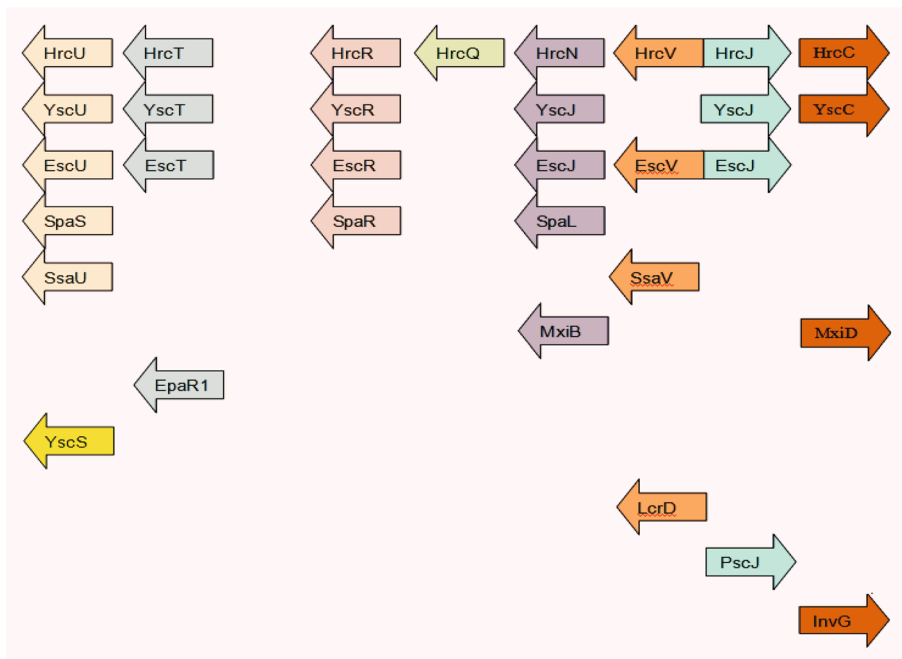 HrcU HrcT HrcR HrcQ HrcN HrcV HrcJ HrcC
YscU YscT YscR YscJ YscJ YscC
EscU EscT EscR EscJ EscV EscJ
SpaS SpaR SpaL
SsaU SsaV
MxiB MxiD
EpaR1
YscS
LcrD
PscJ
InvG